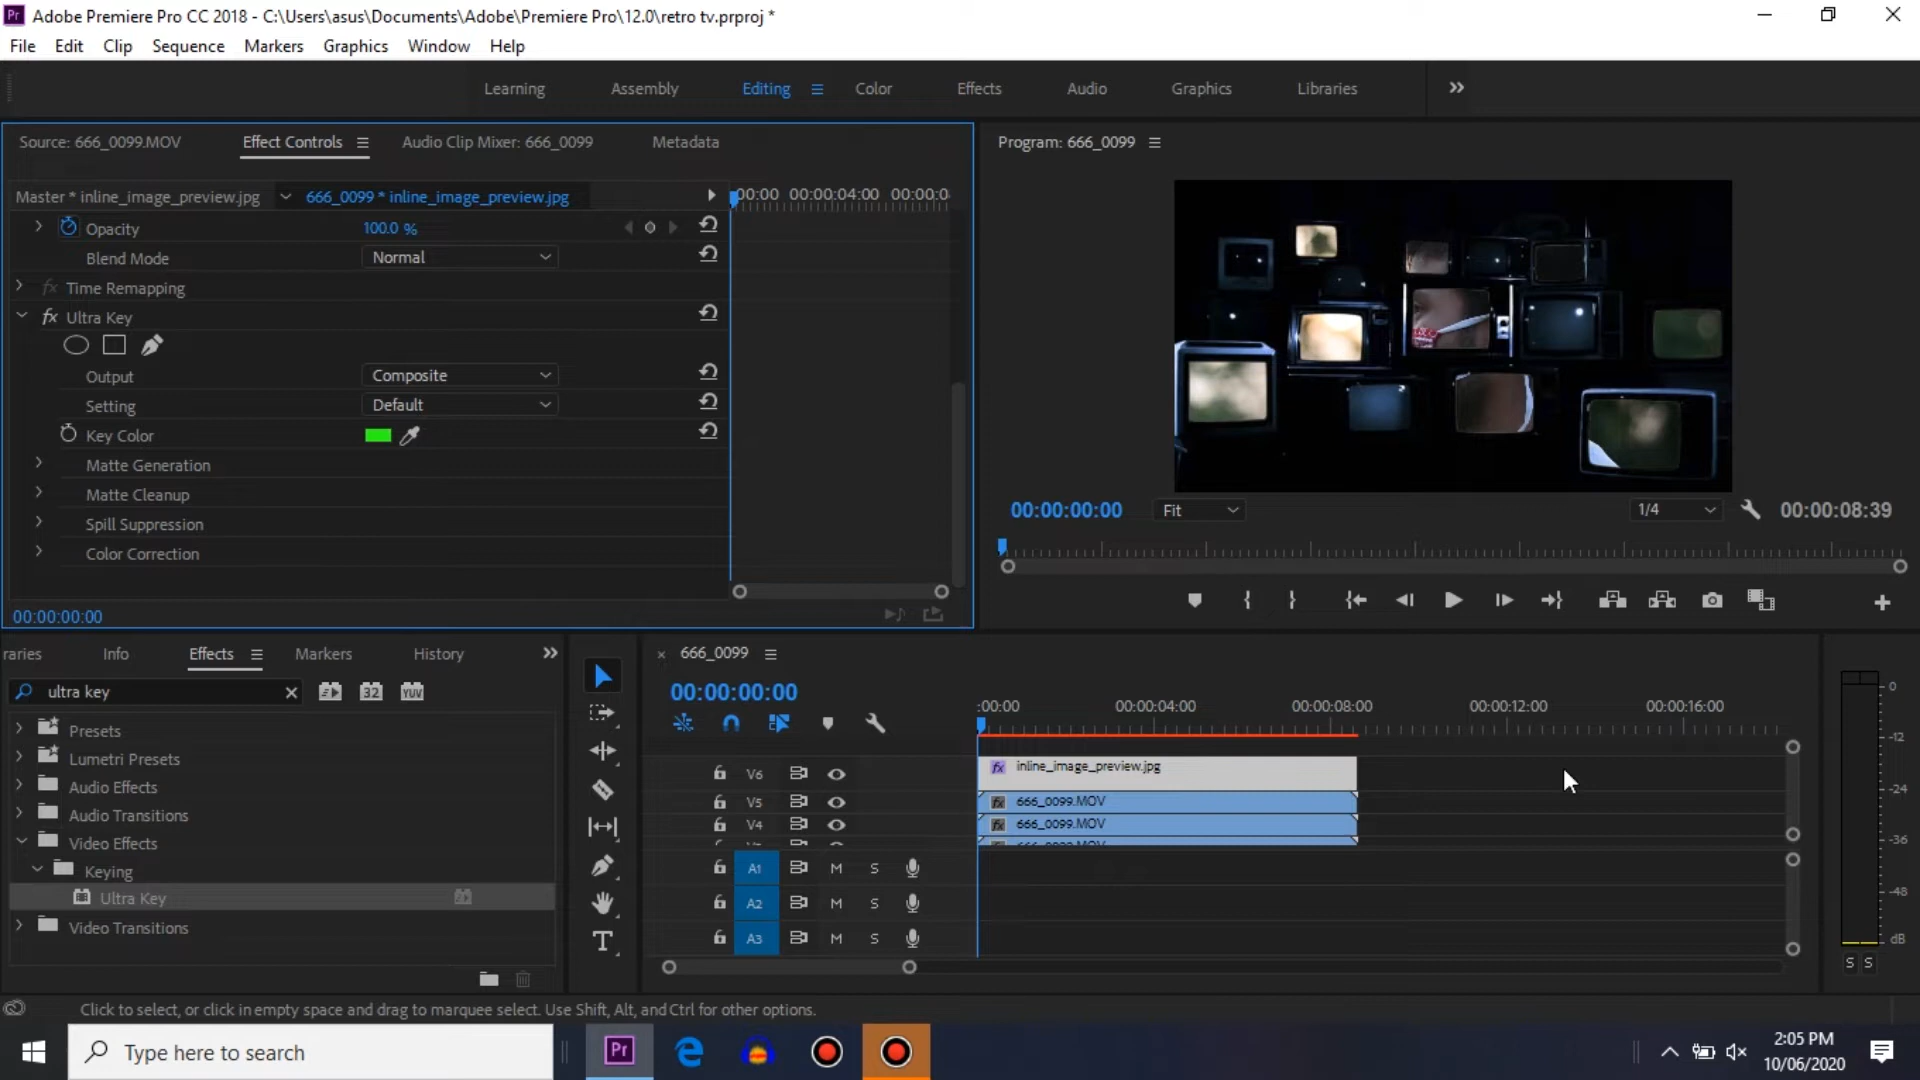 Adobe Premiere Pro CC 2018 - C:\Users\asus\Documents\Adobe\Premiere Pro\12.0\retro tv.prproj *
File Edit Clip Sequence Markers Graphics Window Help
Learning Assembly Editing Color Effects Audio Graphics Libraries
Source: 666_0099.MOV Effect Controls Audio Clip Mixer: 666_0099 Metadata
Program: 666_0099
Master * inline_image_preview.jpg 666_0099 * inline_image_preview.jpg
:00:00 00:00:04:00 00:00:0
Opacity 100.0 %
Blend Mode Normal
fx Time Remapping
fx Ultra Key
Output Composite
Setting Default
Key Color
Matte Generation
Matte Cleanup
Spill Suppression
Color Correction
00:00:00:00
00:00:00:00 Fit 1/4 00:00:08:39
raries Info Effects Markers History
ultra key
32 YUV
Presets
Lumetri Presets
Audio Effects
Audio Transitions
Video Effects
Keying
Ultra Key
Video Transitions
666_0099
00:00:00:00
:00:00 00:00:04:00 00:00:08:00 00:00:12:00 00:00:16:00
V6 fx inline_image_preview.jpg
V5 fx 666_0099.MOV
V4 fx 666_0099.MOV
A1 M S
A2 M S
A3 M S
0
-12
-24
-36
-48
dB
S S
Click to select, or click in empty space and drag to marquee select. Use Shift, Alt, and Ctrl for other options.
Type here to search
Pr
2:05 PM
10/06/2020